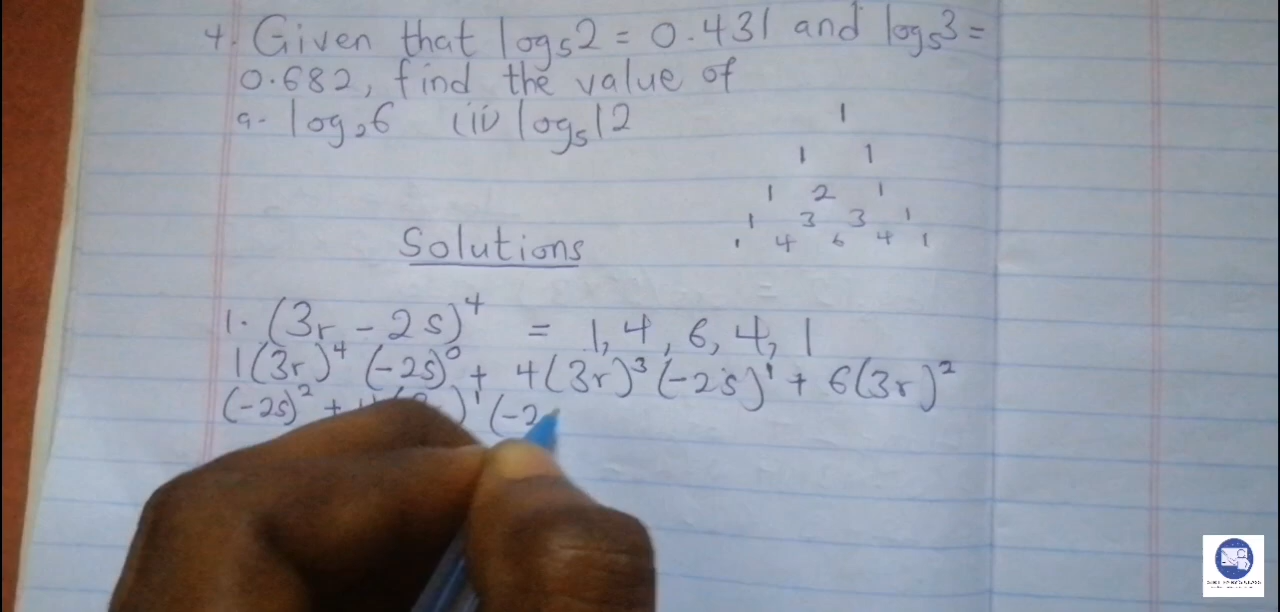 4. Given that log₅2 = 0.431 and log₅3 =
0.682, find the value of
a. log₂6 (ii) log₅12
1
1 1
1 2 1
1 3 3 1
1 4 6 4 1
Solutions
1. (3r - 2s)⁴ = 1, 4, 6, 4, 1
1(3r)⁴ (-2s)⁰ + 4(3r)³ (-2s)¹ + 6(3r)²
(-2s)² + )¹ (-2